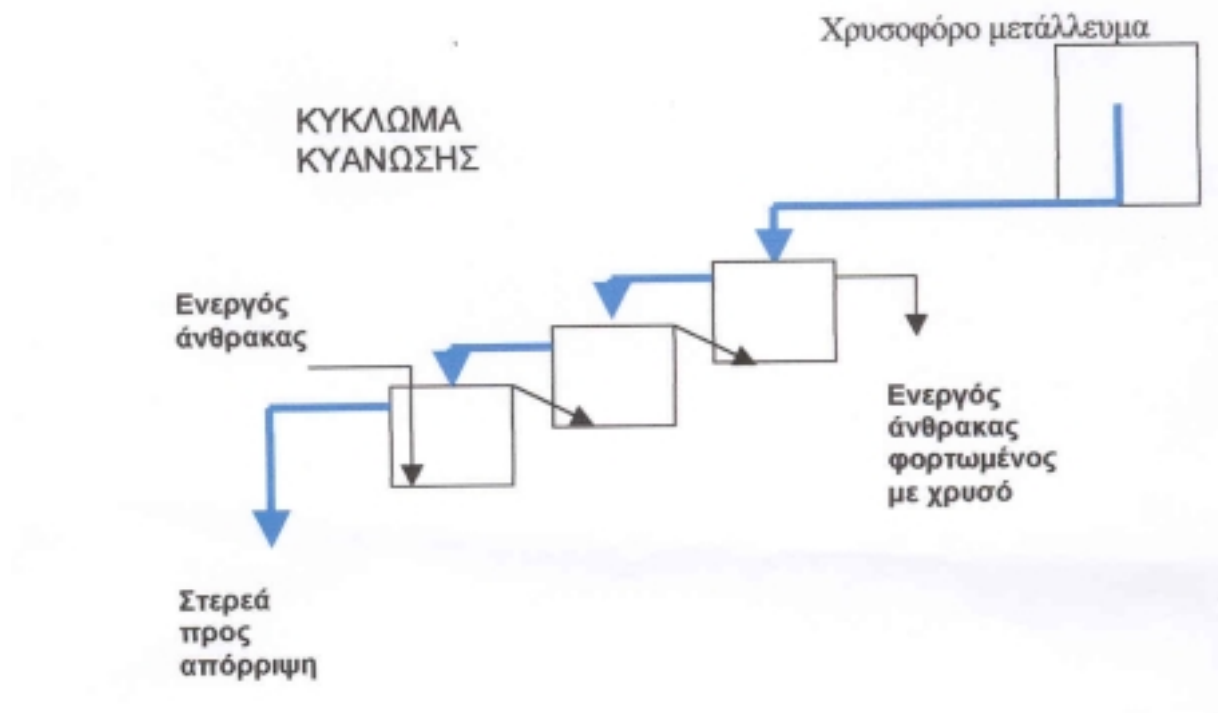 Χρυσοφόρο μετάλλευμα
ΚΥΚΛΩΜΑ
ΚΥΑΝΩΣΗΣ
Ενεργός
άνθρακας
Ενεργός
άνθρακας
φορτωμένος
με χρυσό
Στερεά
προς
απόρριψη